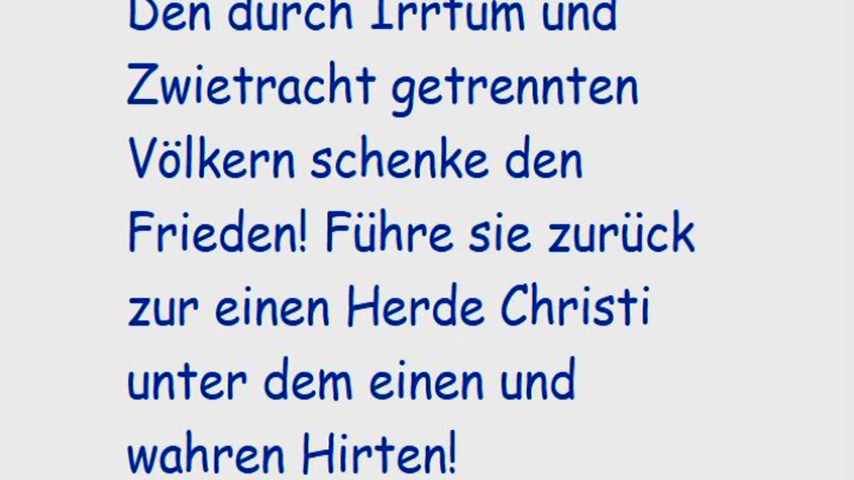 Den durch Irrtum und
Zwietracht getrennten
Völkern schenke den
Frieden! Führe sie zurück
zur einen Herde Christi
unter dem einen und
wahren Hirten!